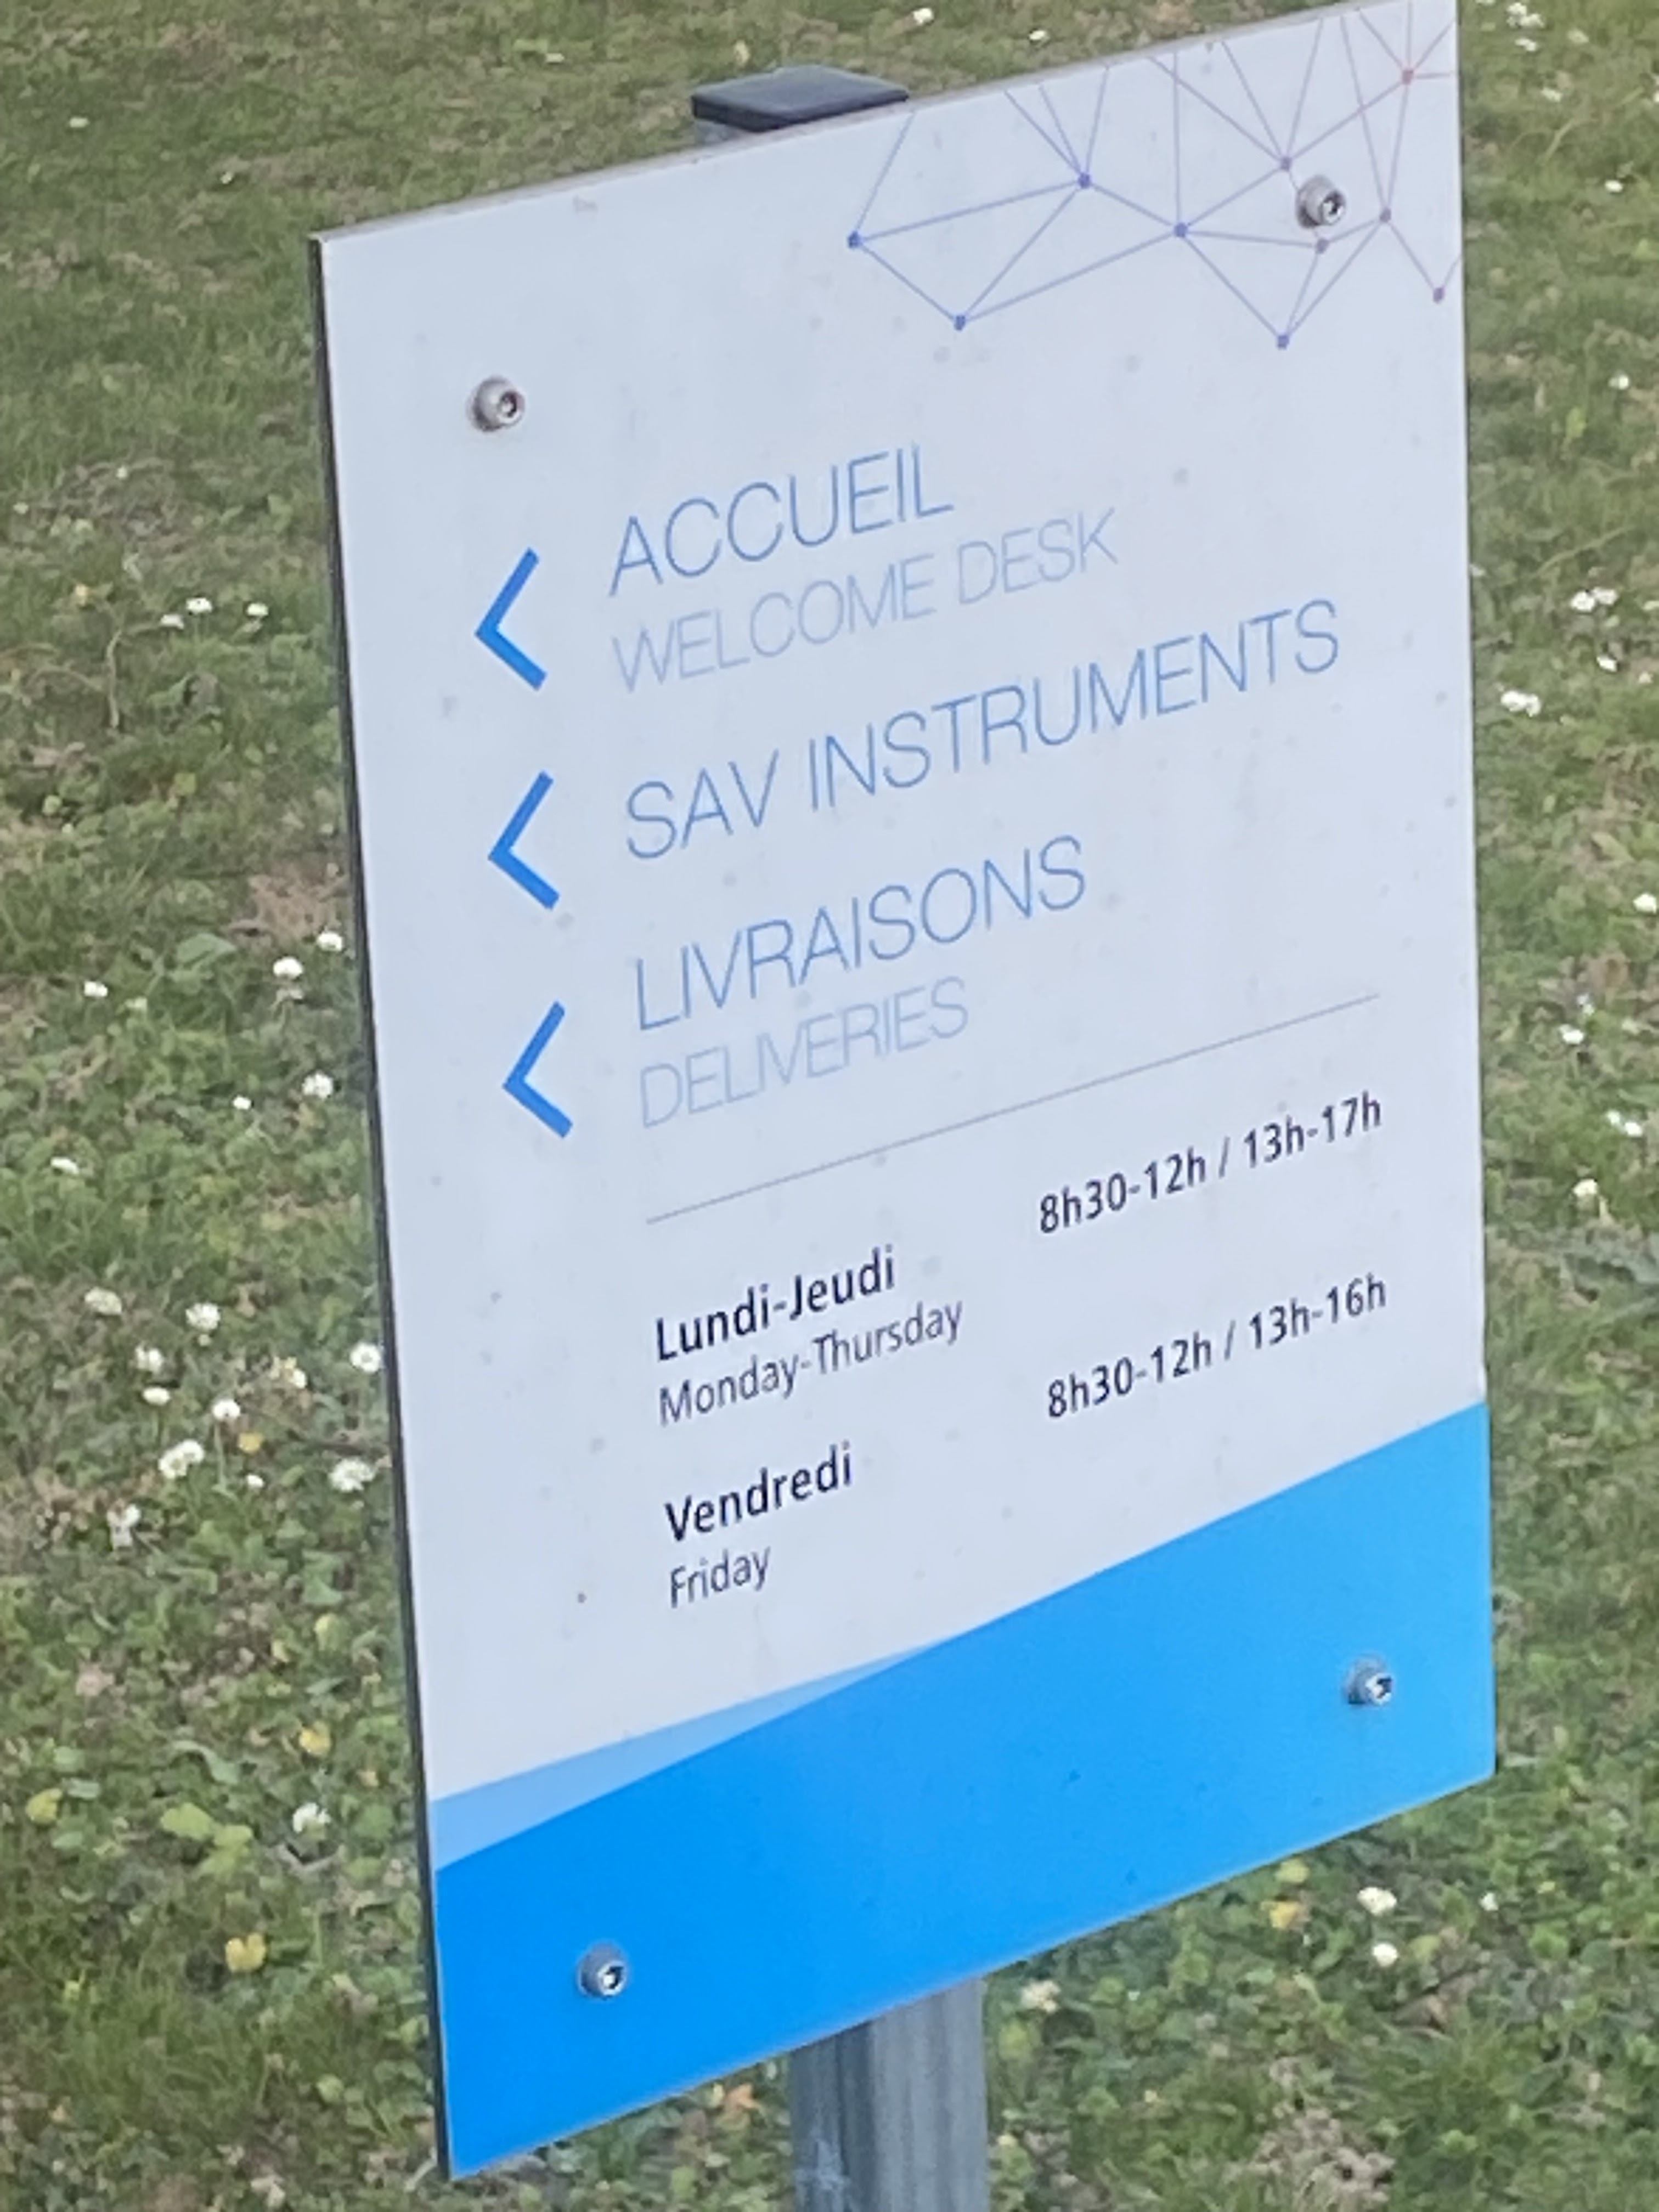 ACCUEIL
WELCOME DESK
SAV INSTRUMENTS
LIVRAISONS
DELIVERIES
Lundi-Jeudi 8h30-12h / 13h-17h
Monday-Thursday
Vendredi 8h30-12h / 13h-16h
Friday